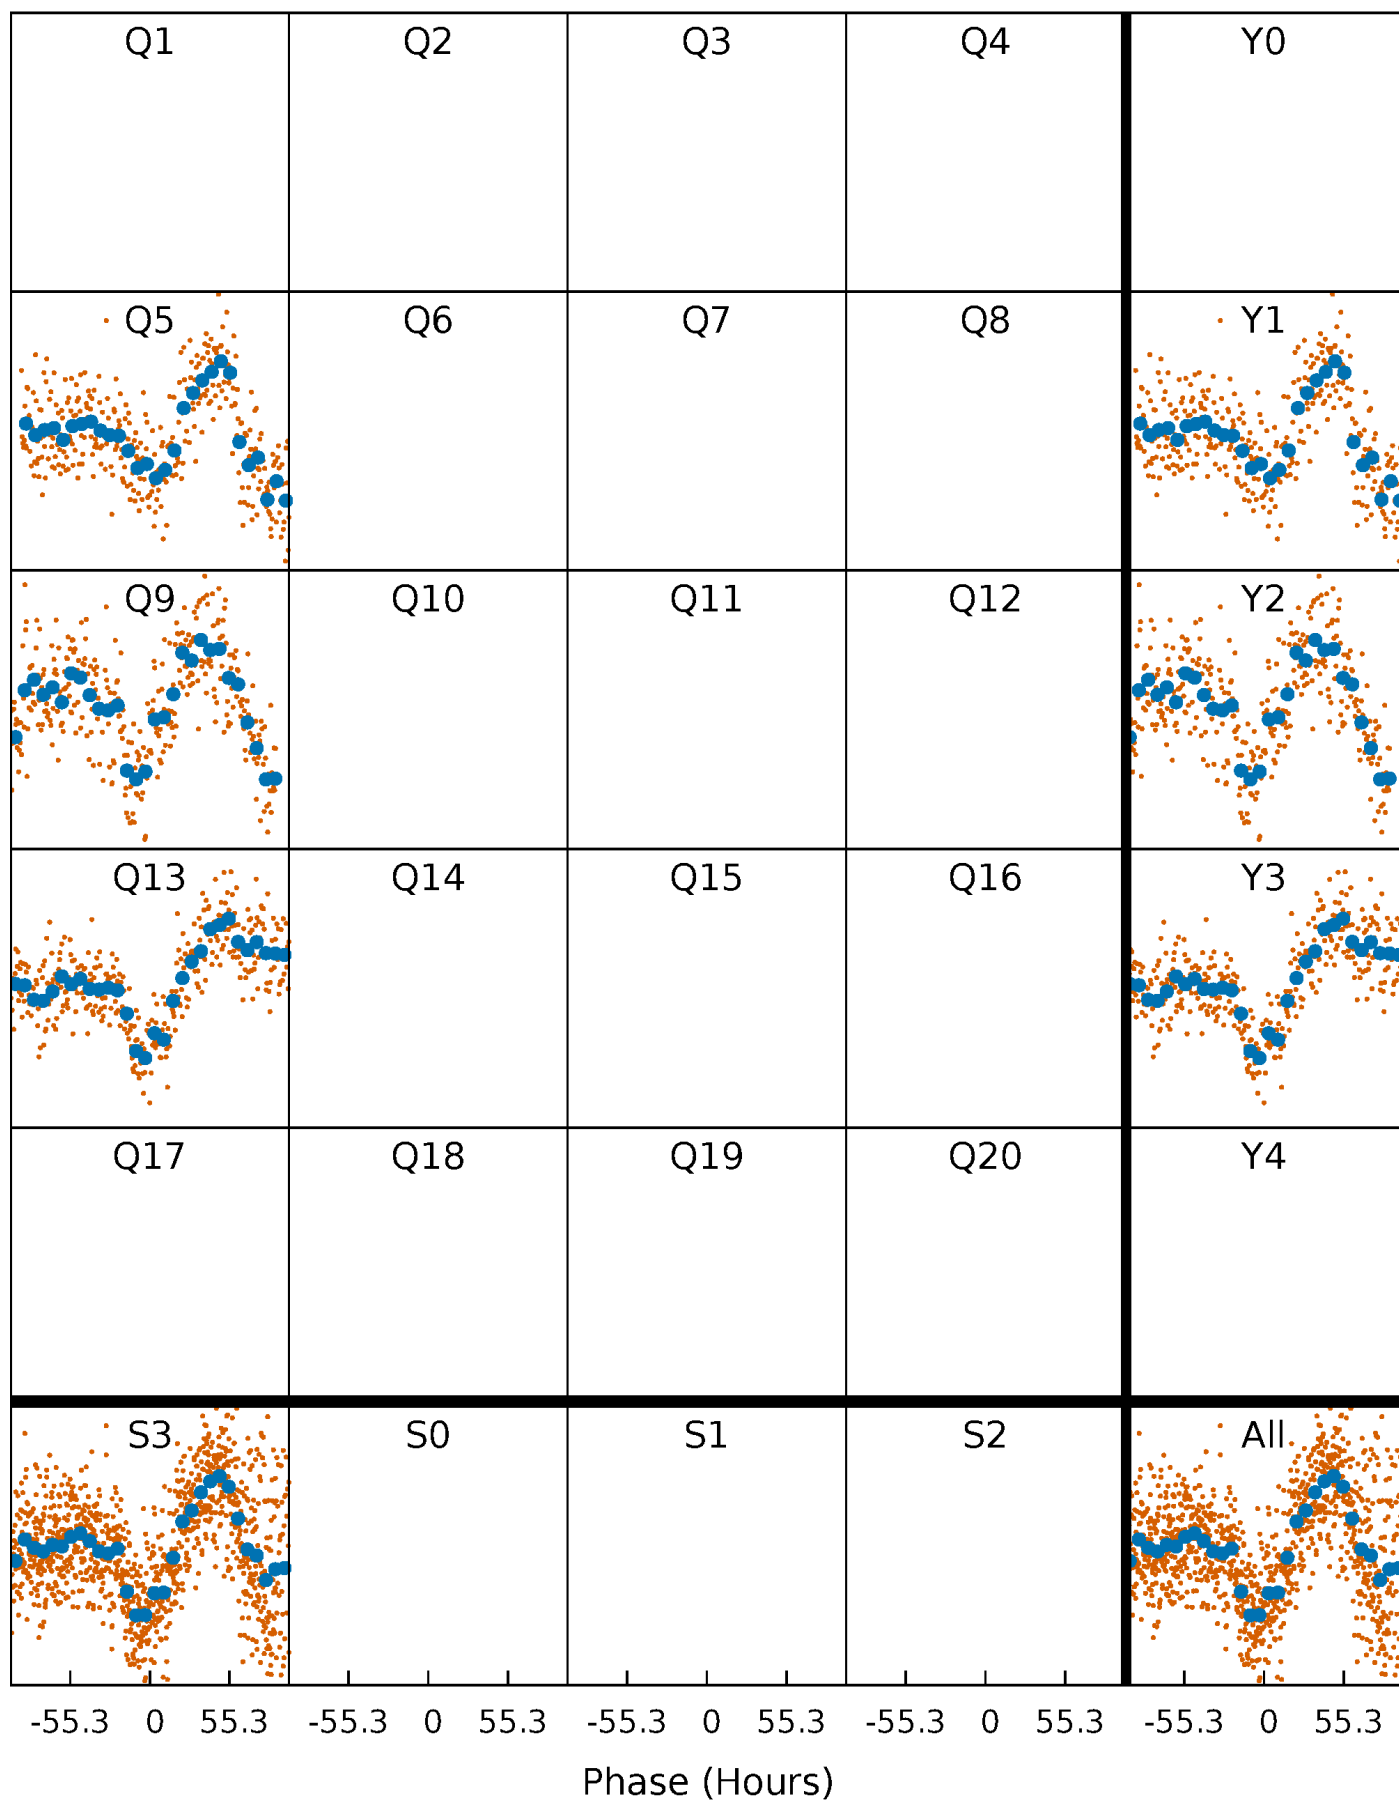 Q1 Q2 Q3 Q4 Y0
Q5 Q6 Q7 Q8 Y1
Q9 Q10 Q11 Q12 Y2
Q13 Q14 Q15 Q16 Y3
Q17 Q18 Q19 Q20 Y4
S3 S0 S1 S2 All
-55.3 0 55.3 -55.3 0 55.3 -55.3 0 55.3 -55.3 0 55.3 -55.3 0 55.3
Phase (Hours)